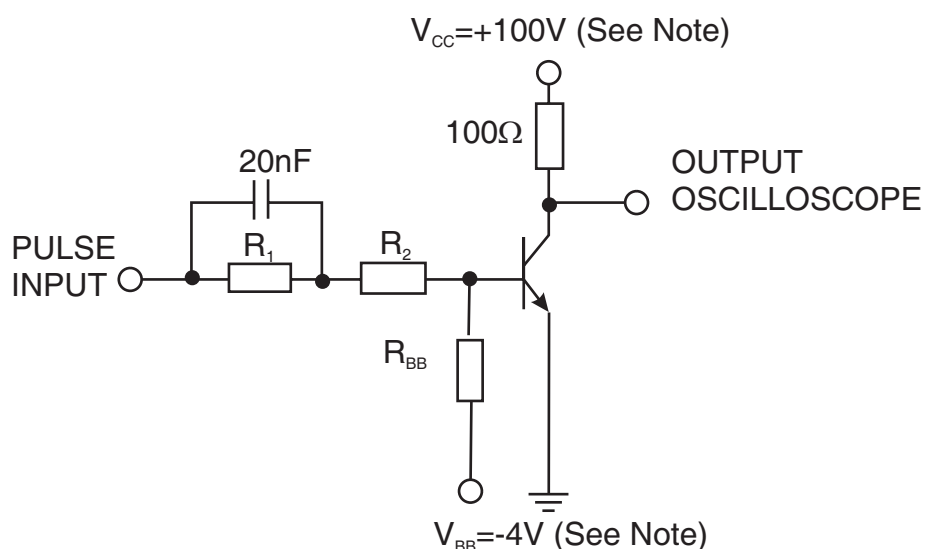 V_CC=+100V (See Note)
100Ω
OUTPUT
OSCILLOSCOPE
20nF
PULSE
INPUT
R_1
R_2
R_BB
V_BB=-4V (See Note)